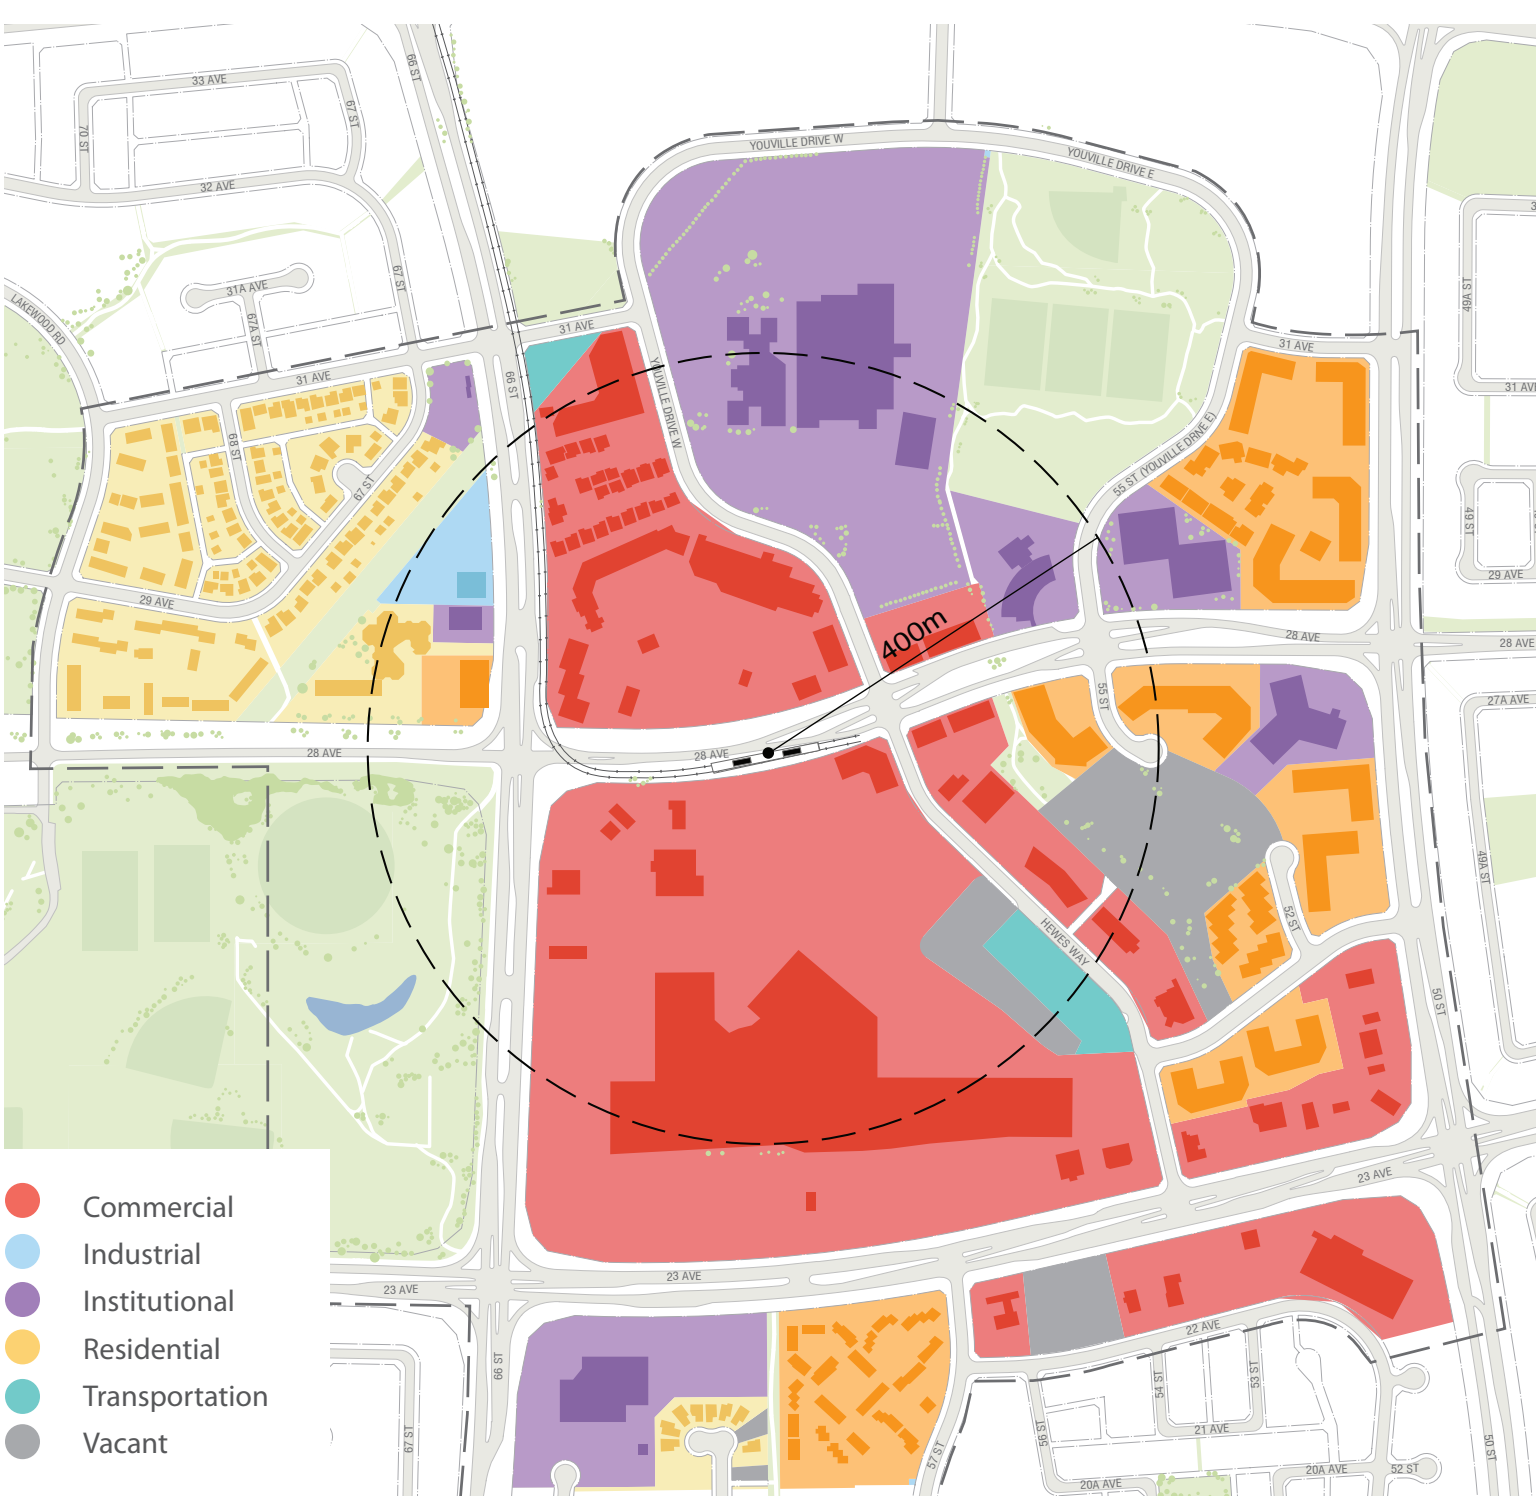 66 ST
33 AVE
67 ST
70 ST
YOUVILLE DRIVE W
YOUVILLE DRIVE E
32 AVE
67 ST
31A AVE
49A ST
LAKEWOOD RD
67A ST
31 AVE
31 AVE
31 AVE
31 AV
66 ST
YOUVILLE DRIVE W
68 ST
67 ST
55 ST (YOUVILLE DRIVE E)
49 ST
29 AVE
29 AVE
400m
28 AVE
28 AVE
55 ST
27A AVE
28 AVE
28 AVE
49A ST
HEWES WAY
52 ST
50 ST
23 AVE
Commercial
Industrial
Institutional
Residential
Transportation
Vacant
23 AVE
23 AVE
22 AVE
66 ST
54 ST
53 ST
67 ST
57 ST
56 ST
21 AVE
50 ST
20A AVE
20A AVE
52 ST